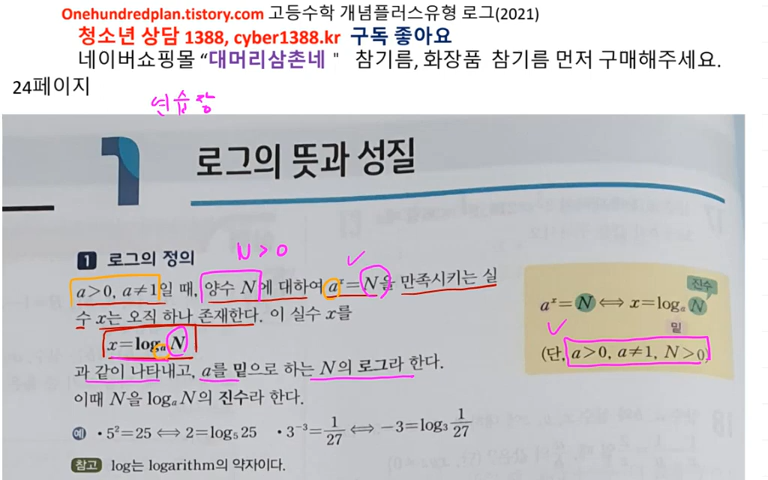 Onehundredplan.tistory.com 고등수학 개념플러스유형 로그(2021)
청소년 상담 1388, cyber1388.kr 구독 좋아요
네이버쇼핑몰 “대머리삼촌네 " 참기름, 화장품 참기름 먼저 구매해주세요.
24페이지
연습장
1 로그의 뜻과 성질
1 로그의 정의
N>0
a>0, a≠1일 때, 양수 N에 대하여 aˣ=N을 만족시키는 실
수 x는 오직 하나 존재한다. 이 실수 x를
x=logₐN
과 같이 나타내고, a를 밑으로 하는 N의 로그라 한다.
이때 N을 logₐN의 진수라 한다.
예 •5²=25 ⇔ 2=log₅25 •3⁻³=1/27 ⇔ -3=log₃1/27
참고 log는 logarithm의 약자이다.
진수
aˣ=N ⇔ x=logₐN
밑
(단, a>0, a≠1, N>0)